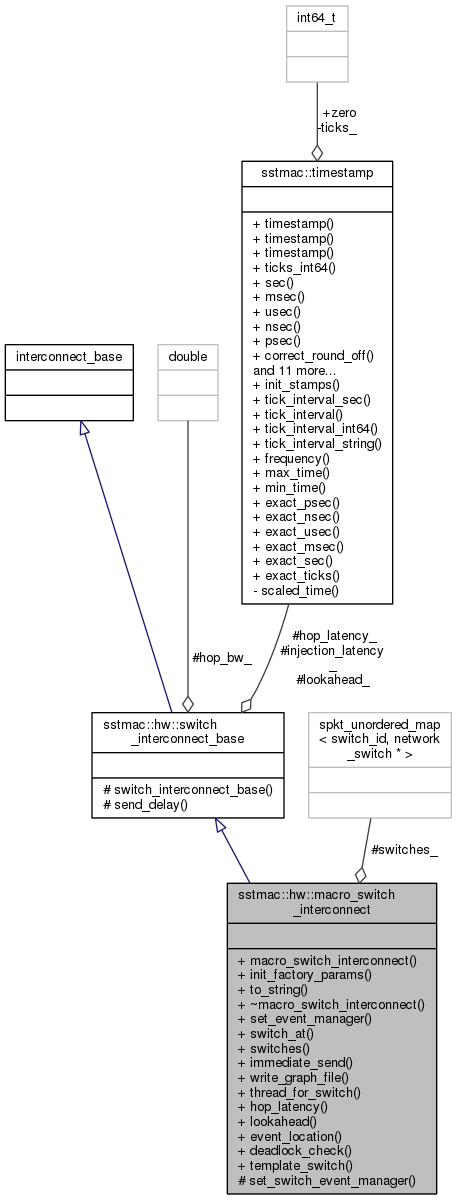 int64_t
+zero
-ticks_
sstmac::timestamp
+ timestamp()
+ timestamp()
+ timestamp()
+ ticks_int64()
+ sec()
+ msec()
+ usec()
+ nsec()
+ psec()
+ correct_round_off()
and 11 more...
+ init_stamps()
+ tick_interval_sec()
+ tick_interval()
+ tick_interval_int64()
+ tick_interval_string()
+ frequency()
+ max_time()
+ min_time()
+ exact_psec()
+ exact_nsec()
+ exact_usec()
+ exact_msec()
+ exact_sec()
+ exact_ticks()
- scaled_time()
interconnect_base
double
#hop_bw_
#hop_latency_
#injection_latency
_
#lookahead_
sstmac::hw::switch
_interconnect_base
# switch_interconnect_base()
# send_delay()
spkt_unordered_map
< switch_id, network
_switch * >
#switches_
sstmac::hw::macro_switch
_interconnect
+ macro_switch_interconnect()
+ init_factory_params()
+ to_string()
+ ~macro_switch_interconnect()
+ set_event_manager()
+ switch_at()
+ switches()
+ immediate_send()
+ write_graph_file()
+ thread_for_switch()
+ hop_latency()
+ lookahead()
+ event_location()
+ deadlock_check()
+ template_switch()
# set_switch_event_manager()